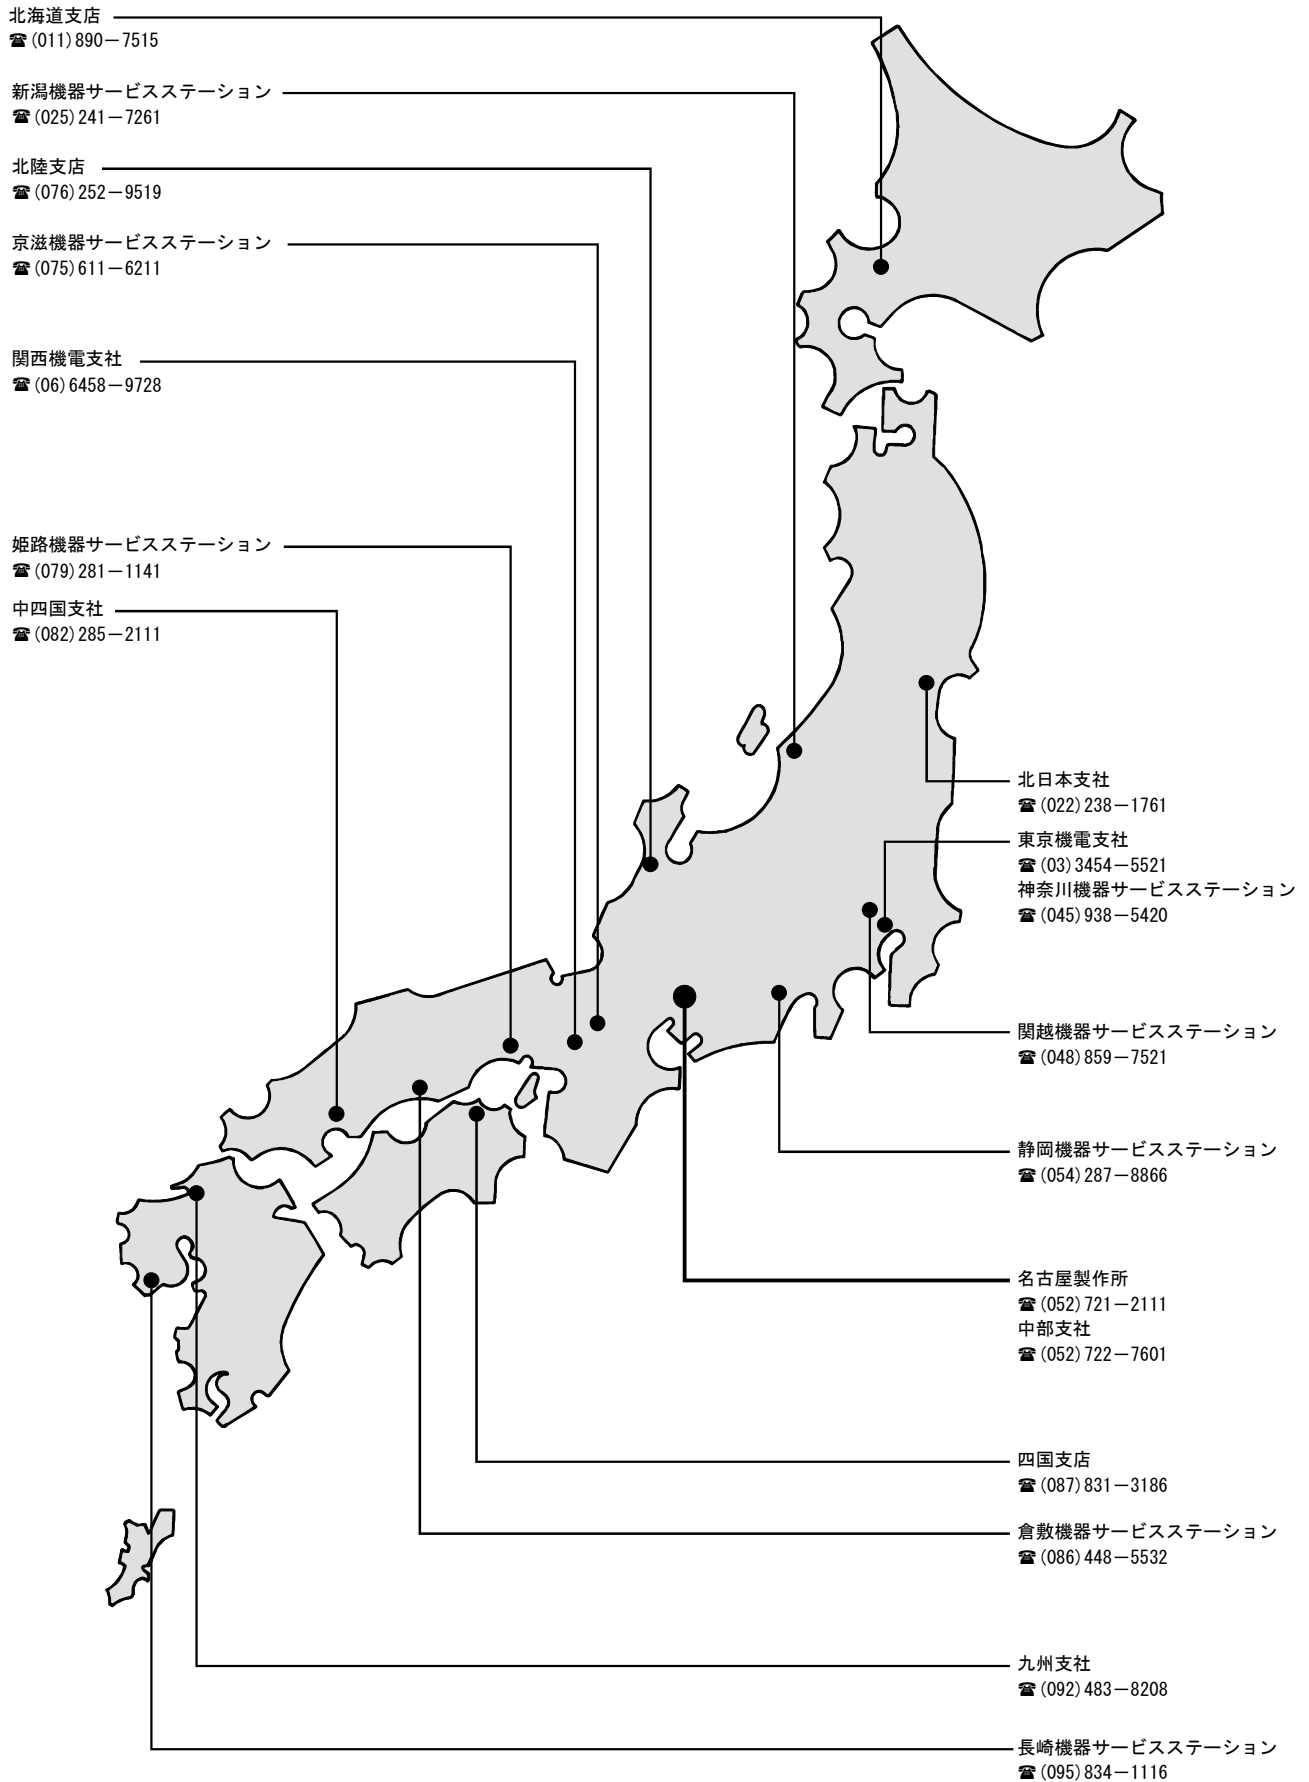 北海道支店
☎(011)890－7515
新潟機器サービスステーション
☎(025)241－7261
北陸支店
☎(076)252－9519
京滋機器サービスステーション
☎(075)611－6211
関西機電支社
☎(06)6458－9728
姫路機器サービスステーション
☎(079)281－1141
中四国支社
☎(082)285－2111
北日本支社
☎(022)238－1761
東京機電支社
☎(03)3454－5521
神奈川機器サービスステーション
☎(045)938－5420
関越機器サービスステーション
☎(048)859－7521
静岡機器サービスステーション
☎(054)287－8866
名古屋製作所
☎(052)721－2111
中部支社
☎(052)722－7601
四国支店
☎(087)831－3186
倉敷機器サービスステーション
☎(086)448－5532
九州支社
☎(092)483－8208
長崎機器サービスステーション
☎(095)834－1116